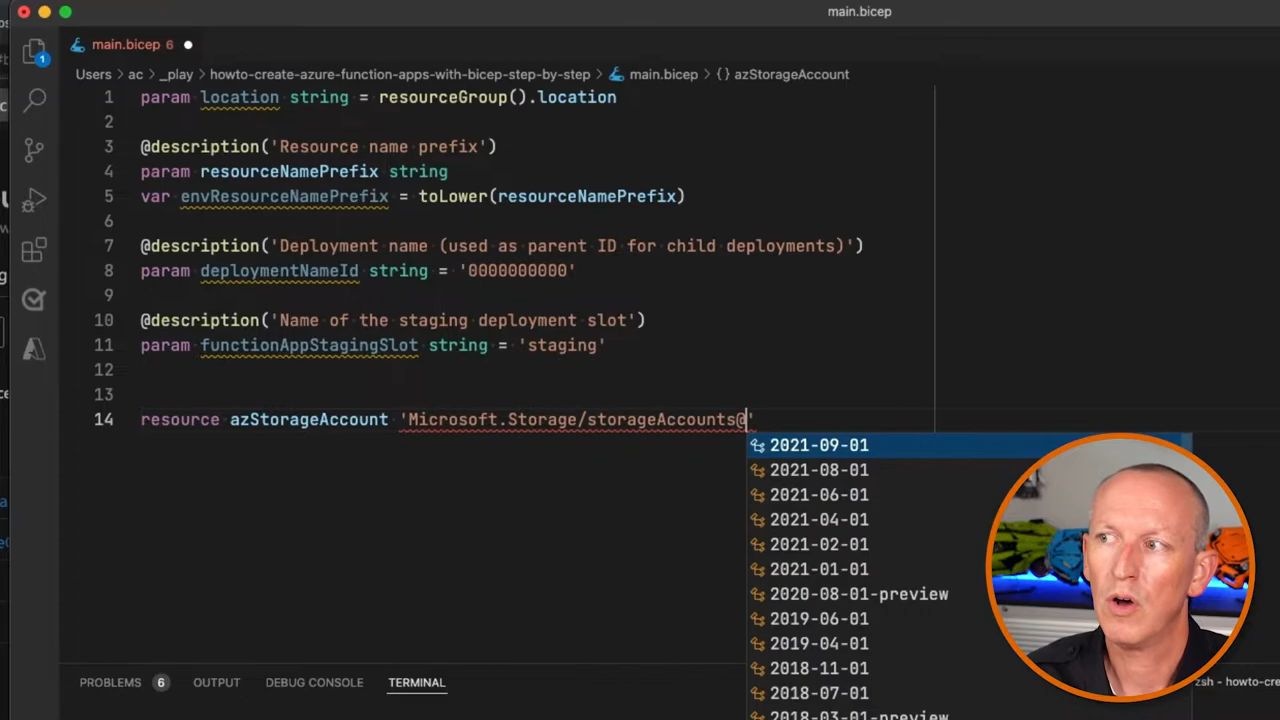 main.bicep
main.bicep 6
1
Users > ac > _play > howto-create-azure-function-apps-with-bicep-step-by-step > main.bicep > {} azStorageAccount
1 param location string = resourceGroup().location
2
3 @description('Resource name prefix')
4 param resourceNamePrefix string
5 var envResourceNamePrefix = toLower(resourceNamePrefix)
6
7 @description('Deployment name (used as parent ID for child deployments)')
8 param deploymentNameId string = '0000000000'
9
10 @description('Name of the staging deployment slot')
11 param functionAppStagingSlot string = 'staging'
12
13
14 resource azStorageAccount 'Microsoft.Storage/storageAccounts@'
2021-09-01
2021-08-01
2021-06-01
2021-04-01
2021-02-01
2021-01-01
2020-08-01-preview
2019-06-01
2019-04-01
2018-11-01
2018-07-01
2018-03-01-preview
PROBLEMS 6 OUTPUT DEBUG CONSOLE TERMINAL
zsh - howto-cre